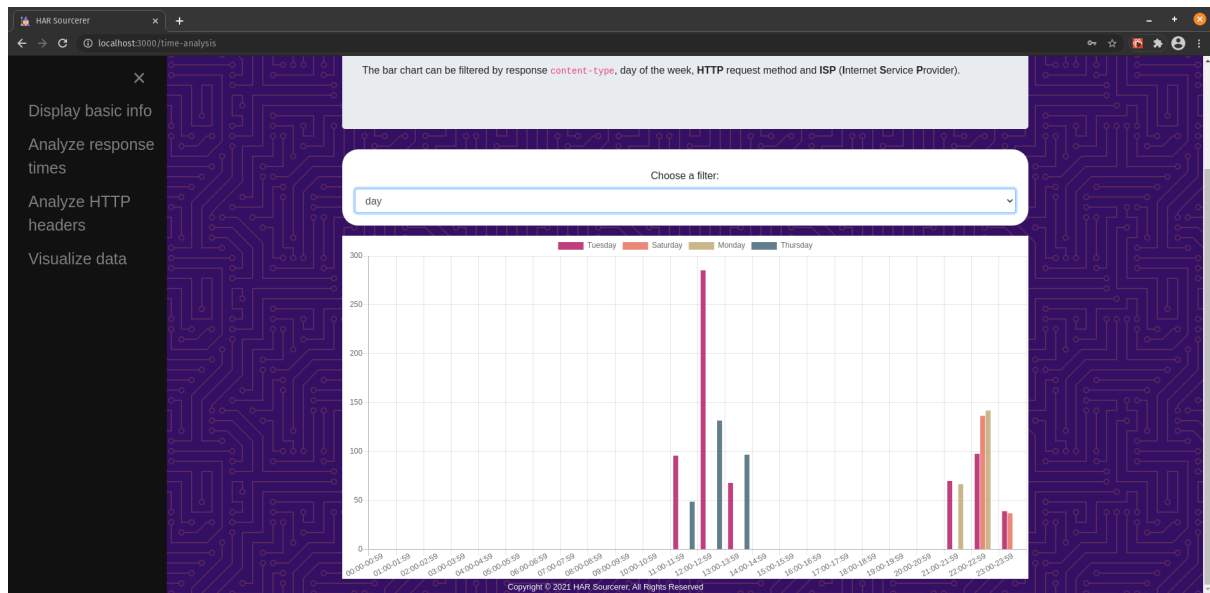 HAR Sourcerer
localhost:3000/time-analysis
Display basic info
Analyze response
times
Analyze HTTP
headers
Visualize data
The bar chart can be filtered by response content-type, day of the week, HTTP request method and ISP (Internet Service Provider).
Choose a filter:
day
Tuesday Saturday Monday Thursday
300
250
200
150
100
50
0
00:00-00:59 01:00-01:59 02:00-02:59 03:00-03:59 04:00-04:59 05:00-05:59 06:00-06:59 07:00-07:59 08:00-08:59 09:00-09:59 10:00-10:59 11:00-11:59 12:00-12:59 13:00-13:59 14:00-14:59 15:00-15:59 16:00-16:59 17:00-17:59 18:00-18:59 19:00-19:59 20:00-20:59 21:00-21:59 22:00-22:59 23:00-23:59
Copyright © 2021 HAR Sourcerer. All Rights Reserved